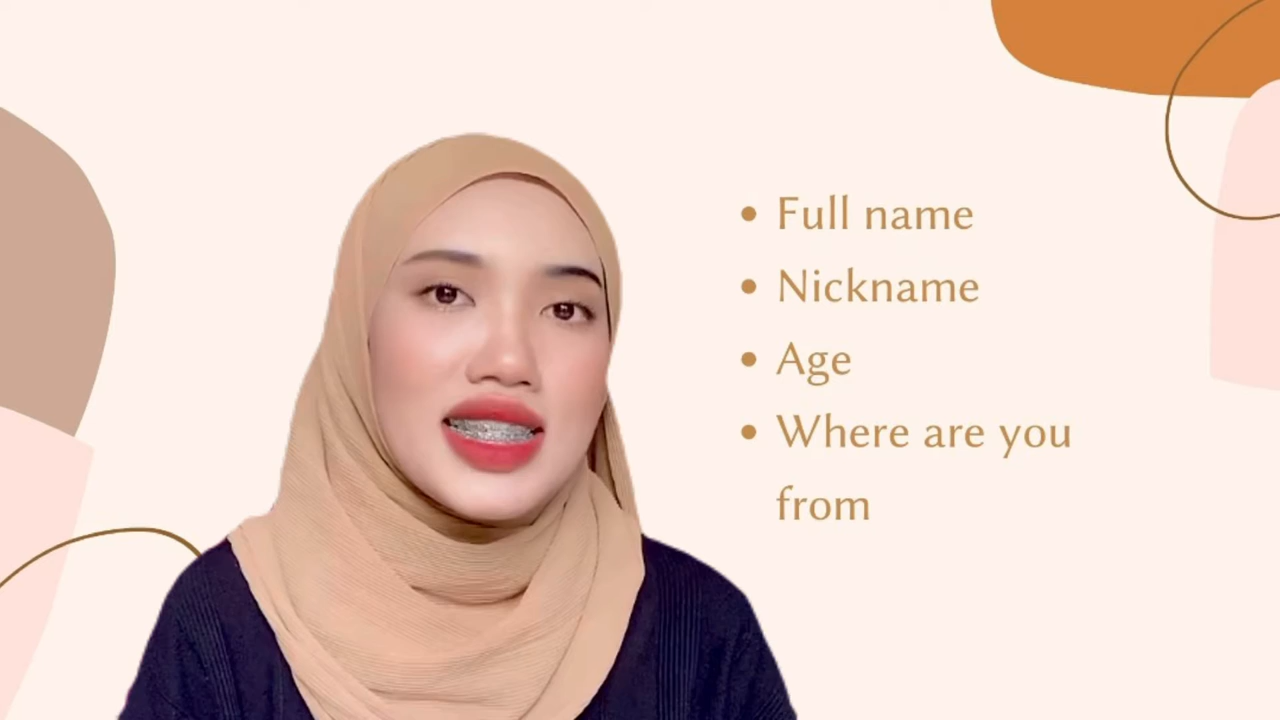 • Full name
• Nickname
• Age
• Where are you
from